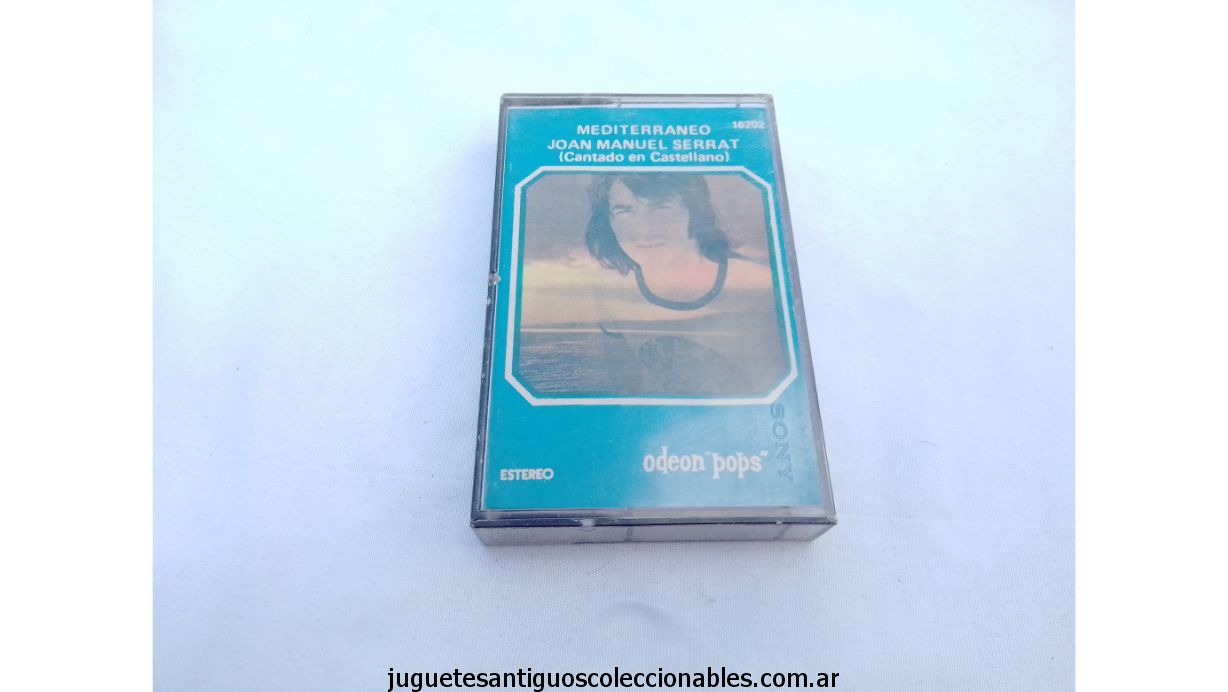 MEDITERRANEO
16202
JOAN MANUEL SERRAT
(Cantado en Castellano)
SONY
ESTEREO
odeon "pops"
juguetesantiguoscoleccionables.com.ar